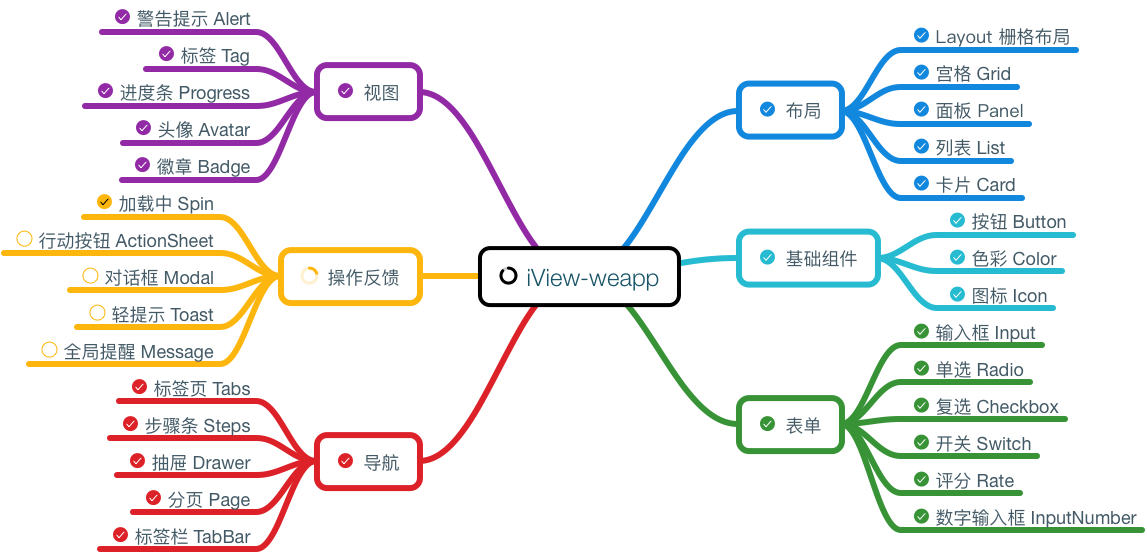 iView-weapp
视图
警告提示 Alert
标签 Tag
进度条 Progress
头像 Avatar
徽章 Badge
操作反馈
加载中 Spin
行动按钮 ActionSheet
对话框 Modal
轻提示 Toast
全局提醒 Message
导航
标签页 Tabs
步骤条 Steps
抽屉 Drawer
分页 Page
标签栏 TabBar
布局
Layout 栅格布局
宫格 Grid
面板 Panel
列表 List
卡片 Card
基础组件
按钮 Button
色彩 Color
图标 Icon
表单
输入框 Input
单选 Radio
复选 Checkbox
开关 Switch
评分 Rate
数字输入框 InputNumber